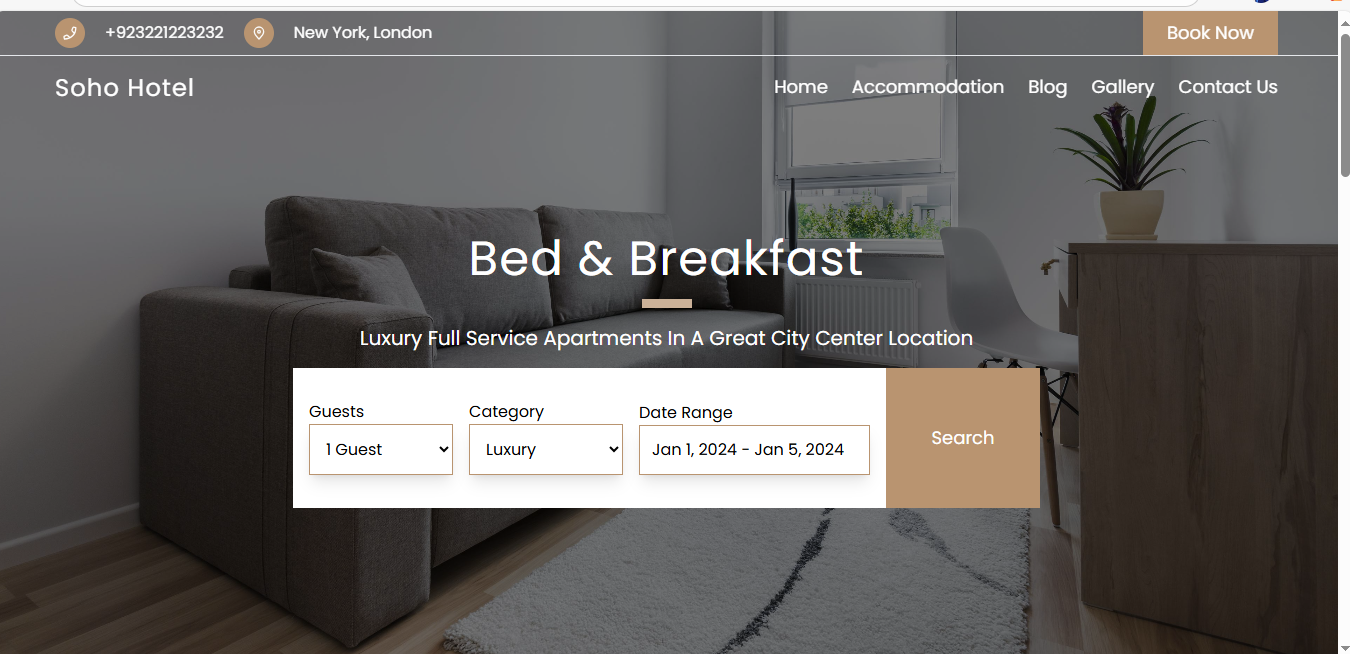 +923221223232 New York, London Book Now
Soho Hotel Home Accommodation Blog Gallery Contact Us
Bed & Breakfast
Luxury Full Service Apartments In A Great City Center Location
Guests Category Date Range
1 Guest Luxury Jan 1, 2024 - Jan 5, 2024 Search